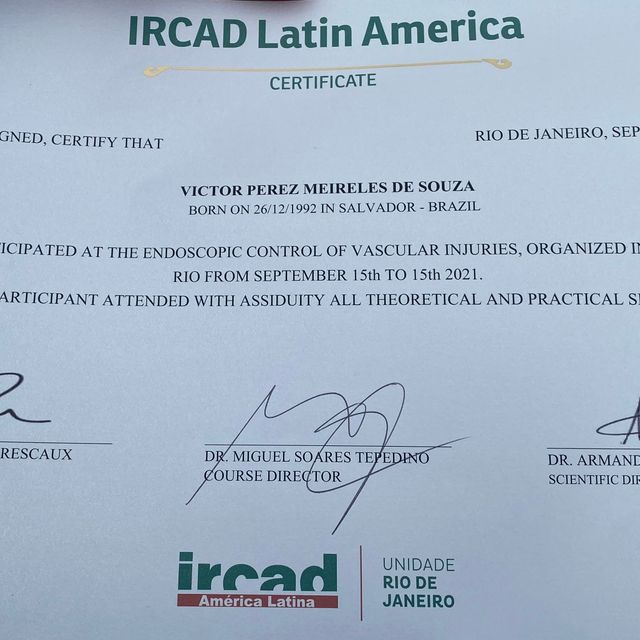 IRCAD Latin America
CERTIFICATE
GNED, CERTIFY THAT
RIO DE JANEIRO, SEP
VICTOR PEREZ MEIRELES DE SOUZA
BORN ON 26/12/1992 IN SALVADOR - BRAZIL
ICIPATED AT THE ENDOSCOPIC CONTROL OF VASCULAR INJURIES, ORGANIZED I
RIO FROM SEPTEMBER 15th TO 15th 2021.
ARTICIPANT ATTENDED WITH ASSIDUITY ALL THEORETICAL AND PRACTICAL S
RESCAUX
DR. MIGUEL SOARES TEPEDINO
COURSE DIRECTOR
DR. ARMAND
SCIENTIFIC DIR
ircad
América Latina
UNIDADE
RIO DE
JANEIRO